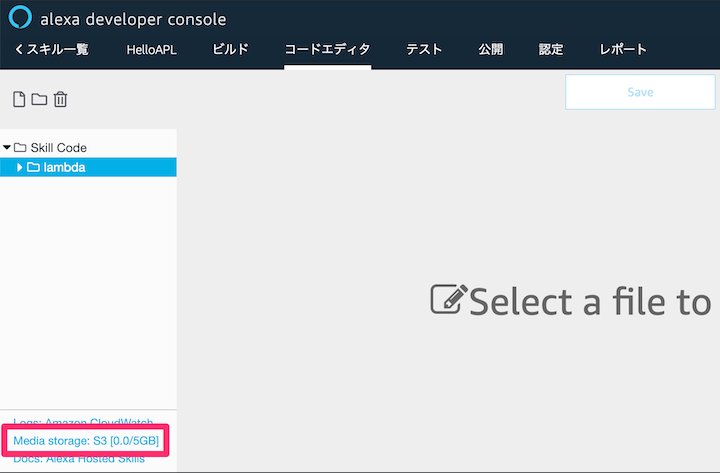 alexa developer console
スキル一覧 HelloAPL ビルド コードエディタ テスト 公開 認定 レポート
Save
Skill Code
lambda
Select a file to
Logs: Amazon CloudWatch
Media storage: S3 [0.0/5GB]
Docs: Alexa Hosted Skills